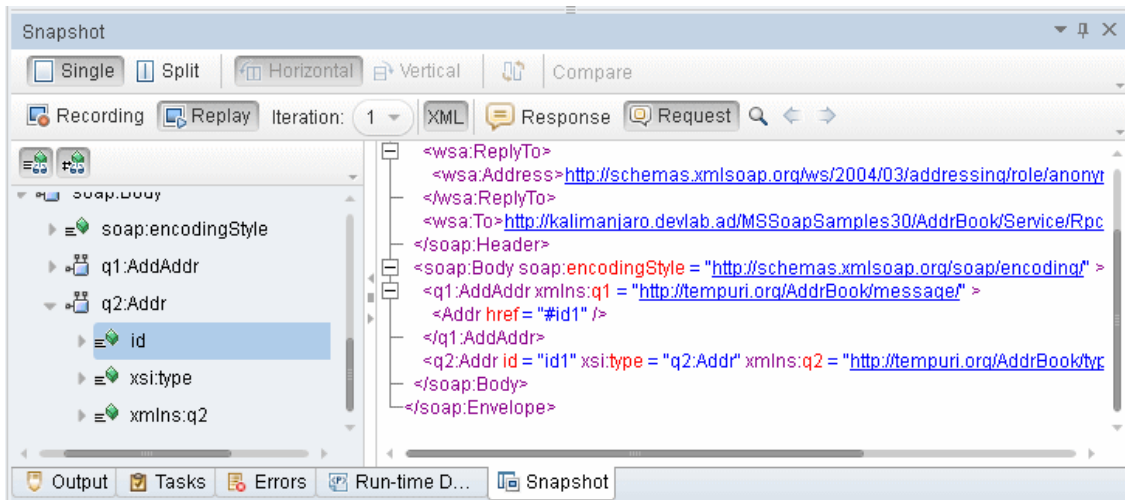 Snapshot
Single Split Horizontal Vertical Compare
Recording Replay Iteration: 1 XML Response Request
soap:Body
soap:encodingStyle
q1:AddAddr
q2:Addr
id
xsi:type
xmlns:q2
<wsa:ReplyTo>
<wsa:Address>http://schemas.xmlsoap.org/ws/2004/03/addressing/role/anonyr
</wsa:ReplyTo>
<wsa:To>http://kalimanjaro.devlab.ad/MSSoapSamples30/AddrBook/Service/Rpc
</soap:Header>
<soap:Body soap:encodingStyle = "http://schemas.xmlsoap.org/soap/encoding/" >
<q1:AddAddr xmlns:q1 = "http://tempuri.org/AddrBook/message/" >
<Addr href = "#id1" />
</q1:AddAddr>
<q2:Addr id = "id1" xsi:type = "q2:Addr" xmlns:q2 = "http://tempuri.org/AddrBook/typ
</soap:Body>
</soap:Envelope>
Output Tasks Errors Run-time D... Snapshot